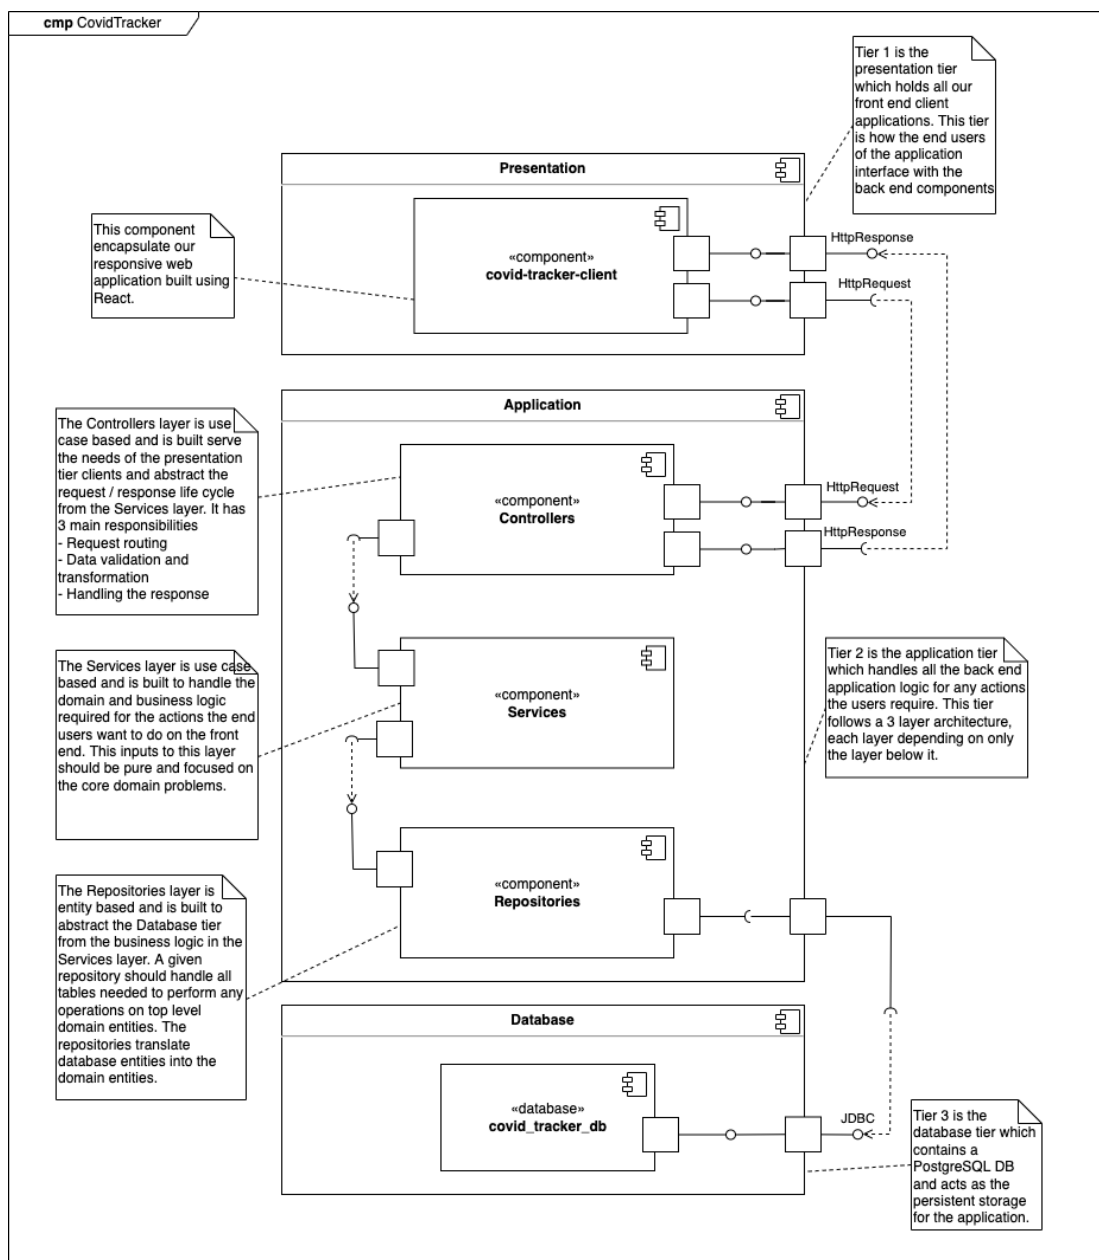 cmp CovidTracker
Tier 1 is the
presentation tier
which holds all our
front end client
applications. This tier
is how the end users
of the application
interface with the
back end components
Presentation
This component
encapsulate our
responsive web
application built using
React.
«component»
covid-tracker-client
HttpResponse
HttpRequest
Application
The Controllers layer is use
case based and is built serve
the needs of the presentation
tier clients and abstract the
request / response life cycle
from the Services layer. It has
3 main responsibilities
- Request routing
- Data validation and
transformation
- Handling the response
«component»
Controllers
HttpRequest
HttpResponse
The Services layer is use case
based and is built to handle the
domain and business logic
required for the actions the end
users want to do on the front
end. This inputs to this layer
should be pure and focused on
the core domain problems.
«component»
Services
Tier 2 is the application tier
which handles all the back end
application logic for any actions
the users require. This tier
follows a 3 layer architecture,
each layer depending on only
the layer below it.
The Repositories layer is
entity based and is built to
abstract the Database tier
from the business logic in the
Services layer. A given
repository should handle all
tables needed to perform any
operations on top level
domain entities. The
repositories translate
database entities into the
domain entities.
«component»
Repositories
Database
«database»
covid_tracker_db
JDBC
Tier 3 is the
database tier which
contains a
PostgreSQL DB
and acts as the
persistent storage
for the application.